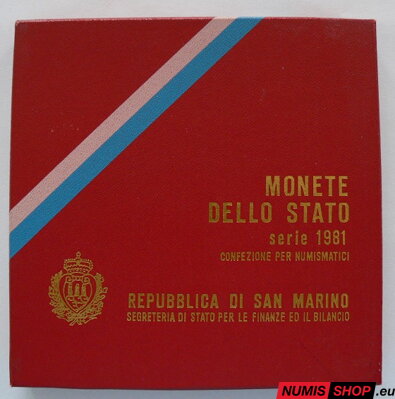 MONETE
DELLO STATO
serie 1981
CONFEZIONE PER NUMISMATICI
REPUBBLICA DI SAN MARINO
SEGRETERIA DI STATO PER LE FINANZE ED IL BILANCIO
NUMIS SHOP.eu